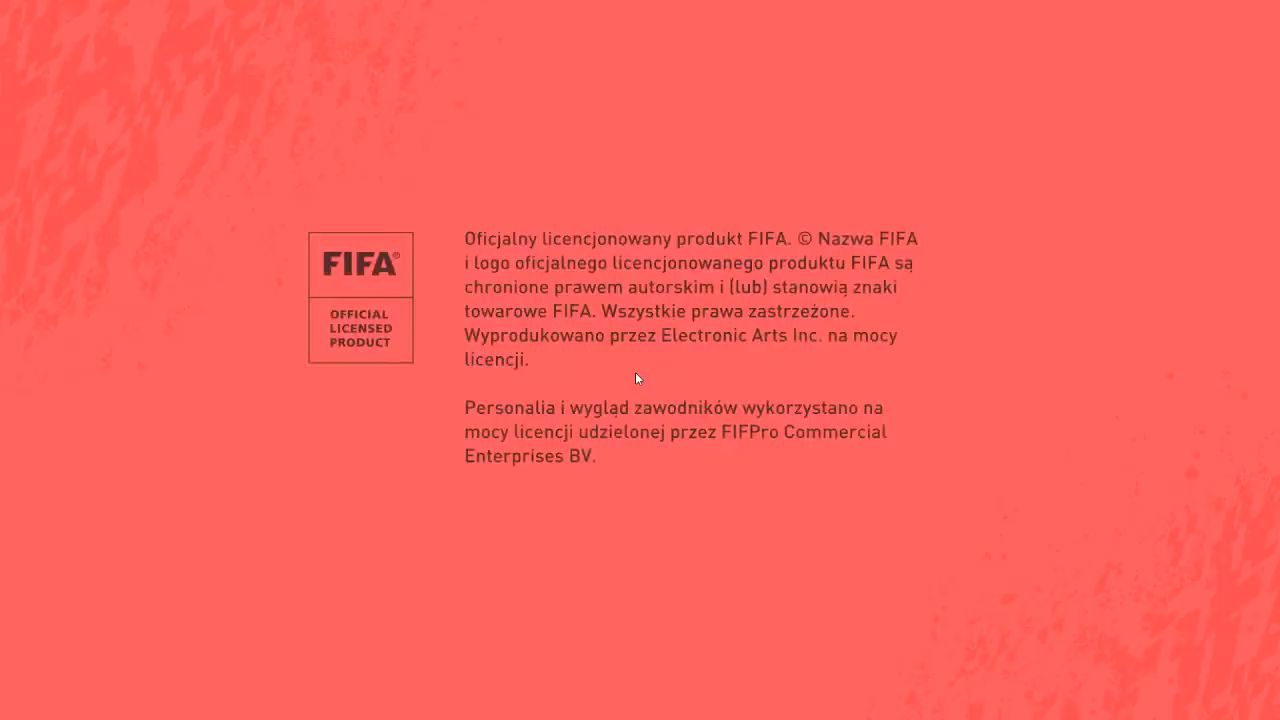 FIFA®
OFFICIAL
LICENSED
PRODUCT
Oficjalny licencjonowany produkt FIFA. © Nazwa FIFA
i logo oficjalnego licencjonowanego produktu FIFA są
chronione prawem autorskim i (lub) stanowią znaki
towarowe FIFA. Wszystkie prawa zastrzeżone.
Wyprodukowano przez Electronic Arts Inc. na mocy
licencji.
Personalia i wygląd zawodników wykorzystano na
mocy licencji udzielonej przez FIFPro Commercial
Enterprises BV.